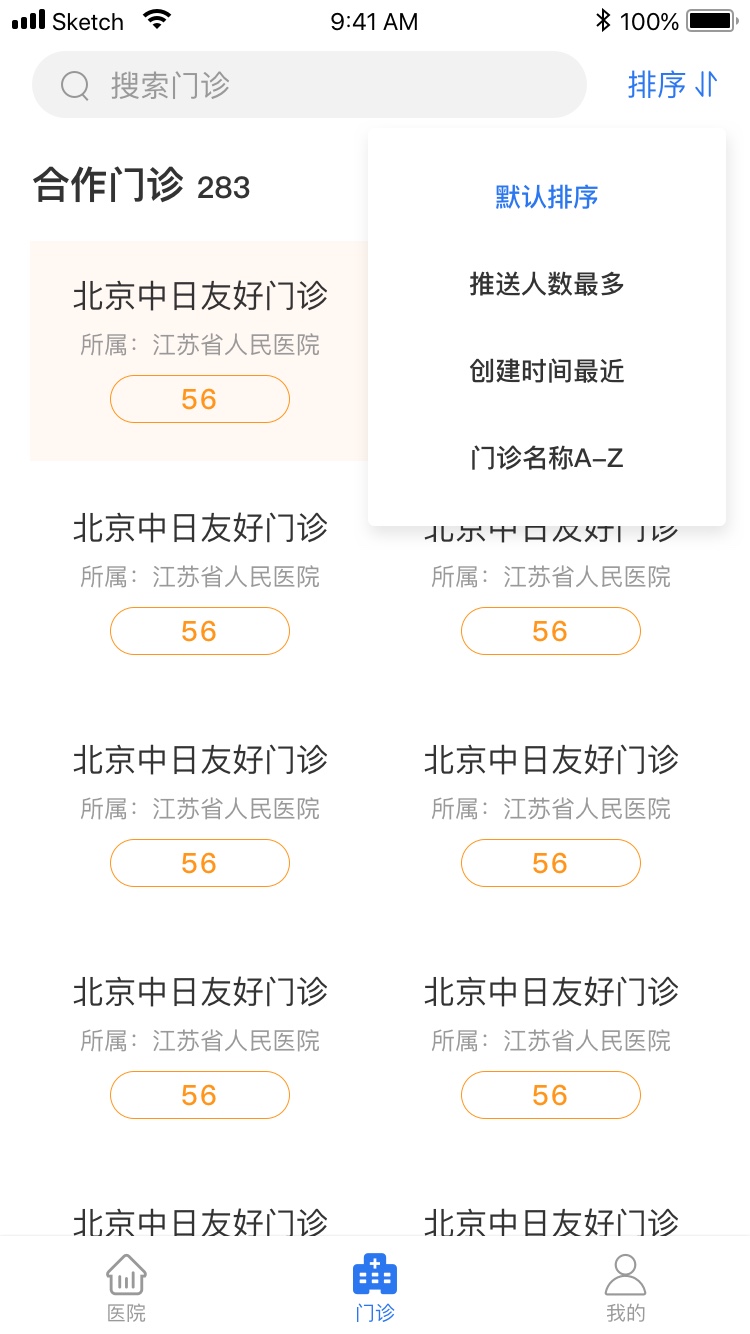 Sketch 9:41 AM 100%
搜索门诊 排序
合作门诊 283
默认排序
推送人数最多
创建时间最近
门诊名称A–Z
北京中日友好门诊
所属：江苏省人民医院
56
北京中日友好门诊 北京中日友好门诊
所属：江苏省人民医院 所属：江苏省人民医院
56 56
北京中日友好门诊 北京中日友好门诊
所属：江苏省人民医院 所属：江苏省人民医院
56 56
北京中日友好门诊 北京中日友好门诊
所属：江苏省人民医院 所属：江苏省人民医院
56 56
北京中日友好门诊 北京中日友好门诊
医院 门诊 我的